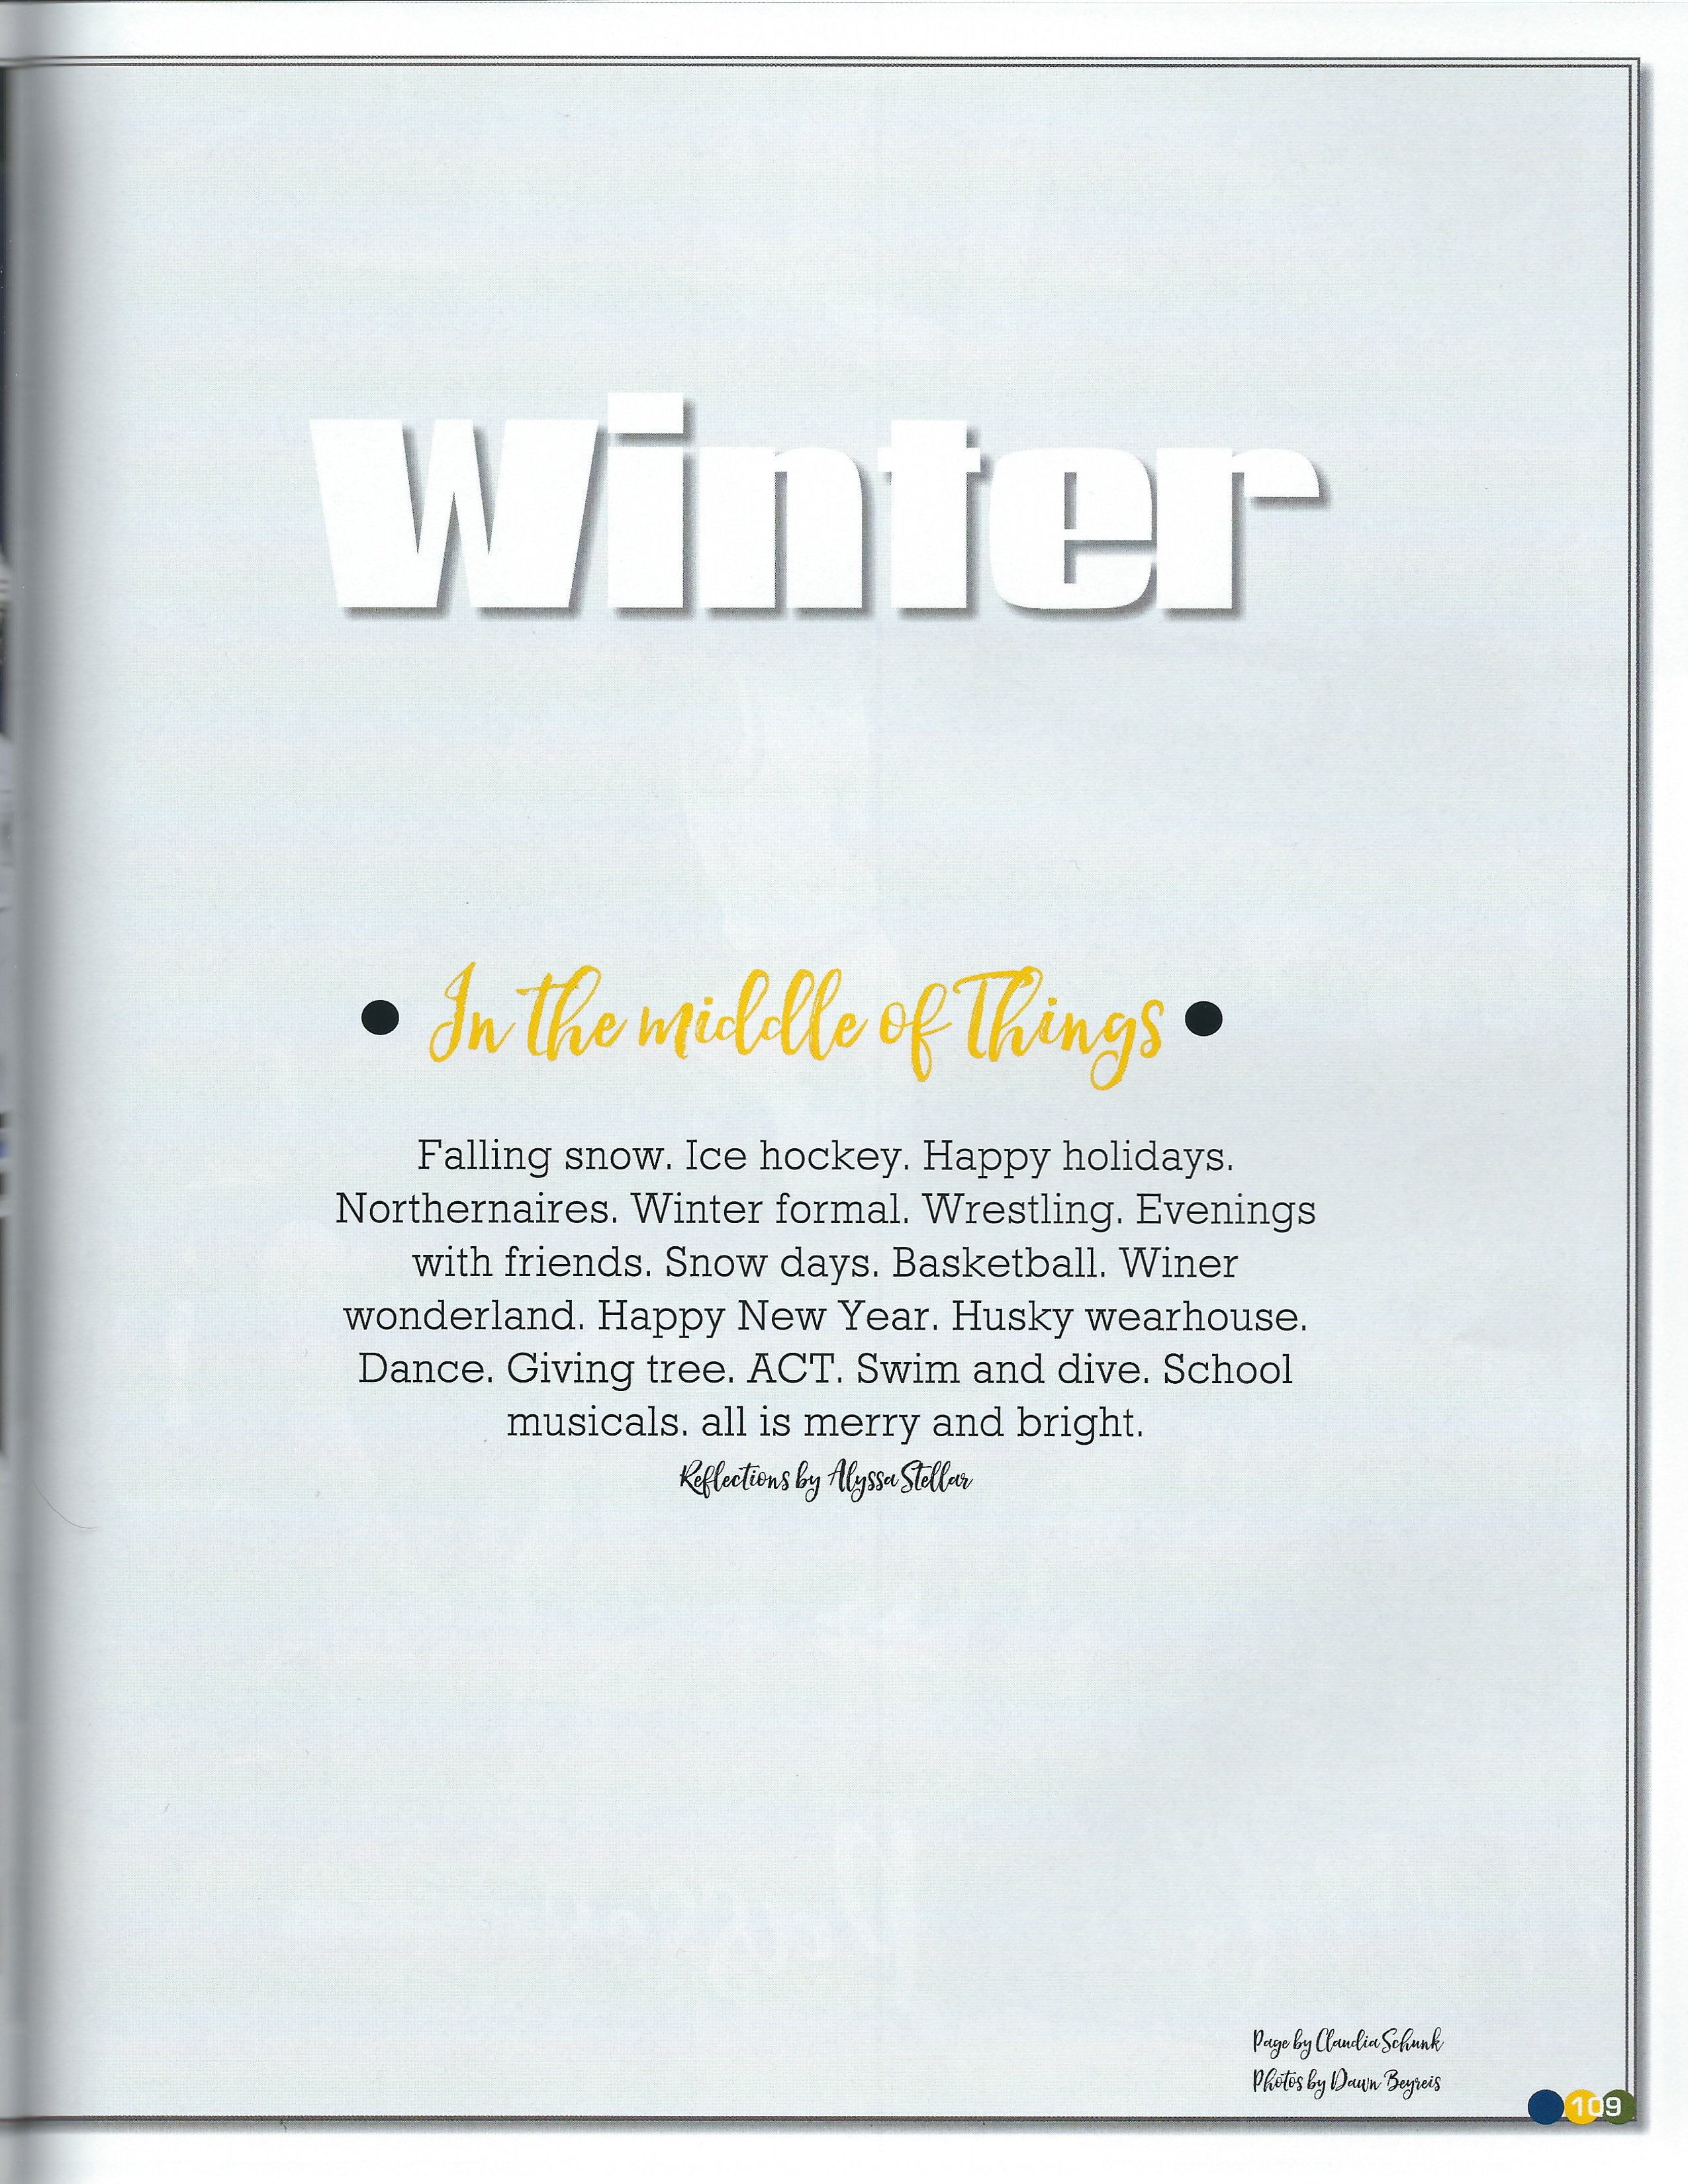 Winter
In the middle of Things
Falling snow. Ice hockey. Happy holidays.
Northernaires. Winter formal. Wrestling. Evenings
with friends. Snow days. Basketball. Winer
wonderland. Happy New Year. Husky wearhouse.
Dance. Giving tree. ACT. Swim and dive. School
musicals. all is merry and bright.
Reflections by Alyssa Stellar
Page by Claudia Schunk
Photos by Dawn Beyreis
109